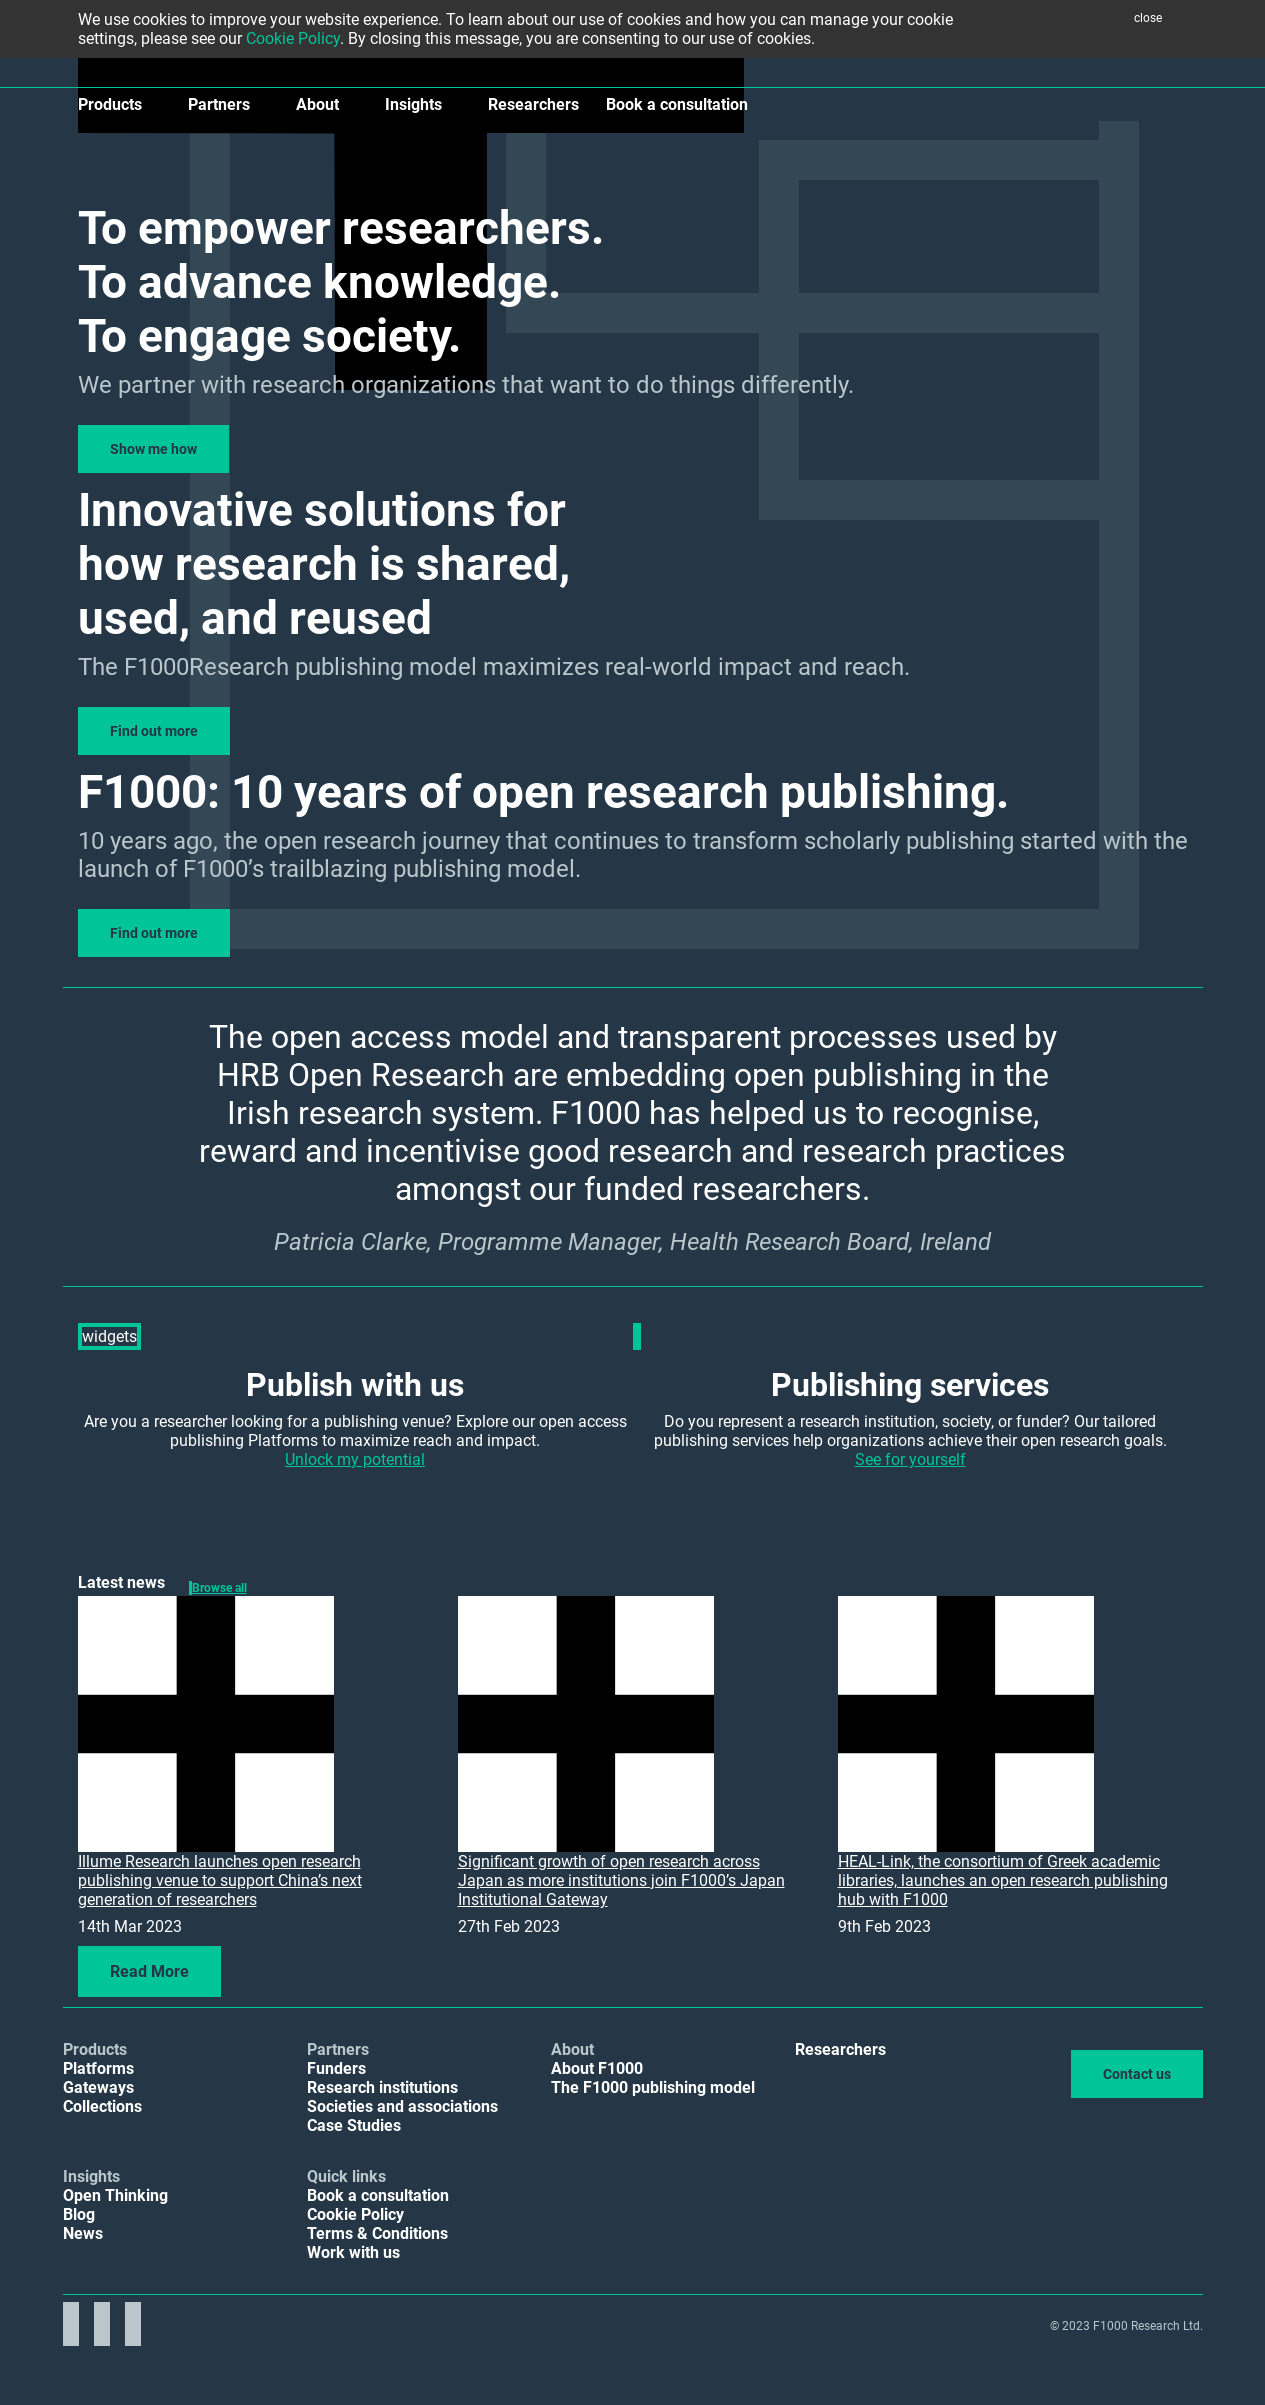 We use cookies to improve your website experience. To learn about our use of cookies and how you can manage your cookie
settings, please see our Cookie Policy. By closing this message, you are consenting to our use of cookies.
close
Products Partners About Insights Researchers Book a consultation
To empower researchers.
To advance knowledge.
To engage society.
We partner with research organizations that want to do things differently.
Show me how
Innovative solutions for
how research is shared,
used, and reused
The F1000Research publishing model maximizes real-world impact and reach.
Find out more
F1000: 10 years of open research publishing.
10 years ago, the open research journey that continues to transform scholarly publishing started with the
launch of F1000’s trailblazing publishing model.
Find out more
The open access model and transparent processes used by
HRB Open Research are embedding open publishing in the
Irish research system. F1000 has helped us to recognise,
reward and incentivise good research and research practices
amongst our funded researchers.
Patricia Clarke, Programme Manager, Health Research Board, Ireland
widgets
Publish with us
Are you a researcher looking for a publishing venue? Explore our open access
publishing Platforms to maximize reach and impact.
Unlock my potential
Publishing services
Do you represent a research institution, society, or funder? Our tailored
publishing services help organizations achieve their open research goals.
See for yourself
Latest news
Browse all
Illume Research launches open research
publishing venue to support China’s next
generation of researchers
14th Mar 2023
Significant growth of open research across
Japan as more institutions join F1000’s Japan
Institutional Gateway
27th Feb 2023
HEAL-Link, the consortium of Greek academic
libraries, launches an open research publishing
hub with F1000
9th Feb 2023
Read More
Products
Platforms
Gateways
Collections
Partners
Funders
Research institutions
Societies and associations
Case Studies
About
About F1000
The F1000 publishing model
Researchers
Contact us
Insights
Open Thinking
Blog
News
Quick links
Book a consultation
Cookie Policy
Terms & Conditions
Work with us
© 2023 F1000 Research Ltd.